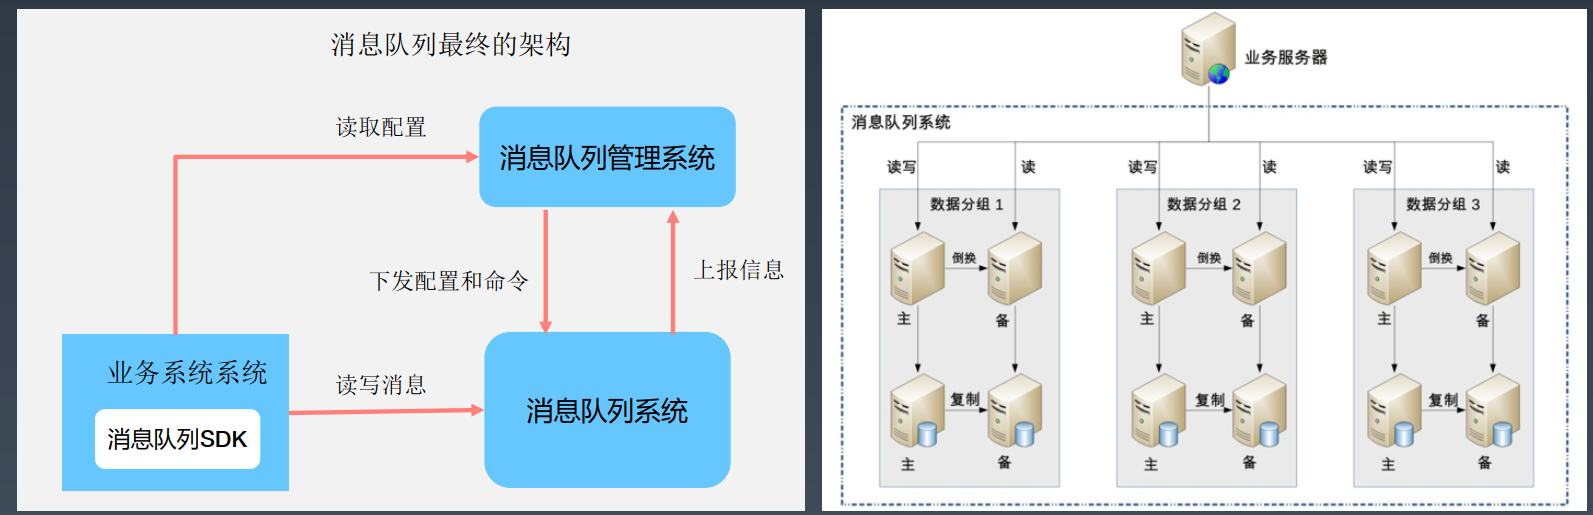 消息队列最终的架构
读取配置
消息队列管理系统
下发配置和命令
上报信息
业务系统系统
消息队列SDK
读写消息
消息队列系统
业务服务器
消息队列系统
读写
读
读写
读
读写
读
数据分组 1
数据分组 2
数据分组 3
倒换
倒换
倒换
主
备
主
备
主
备
复制
复制
复制
主
备
主
备
主
备